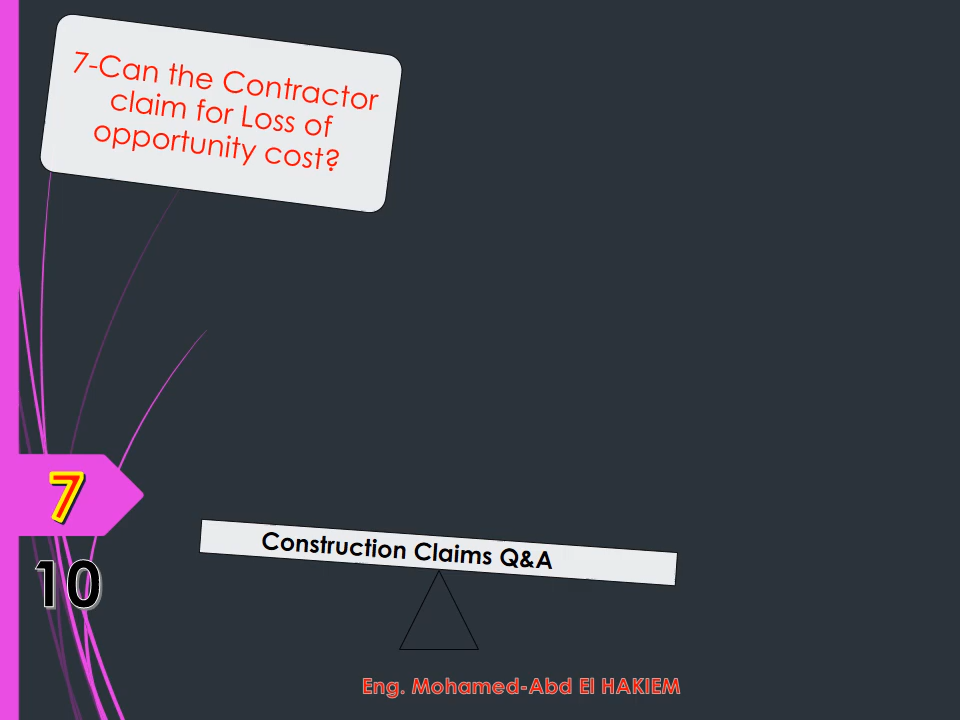 7-Can the Contractor
claim for Loss of
opportunity cost?
7
10
Construction Claims Q&A
Eng. Mohamed-Abd El HAKIEM